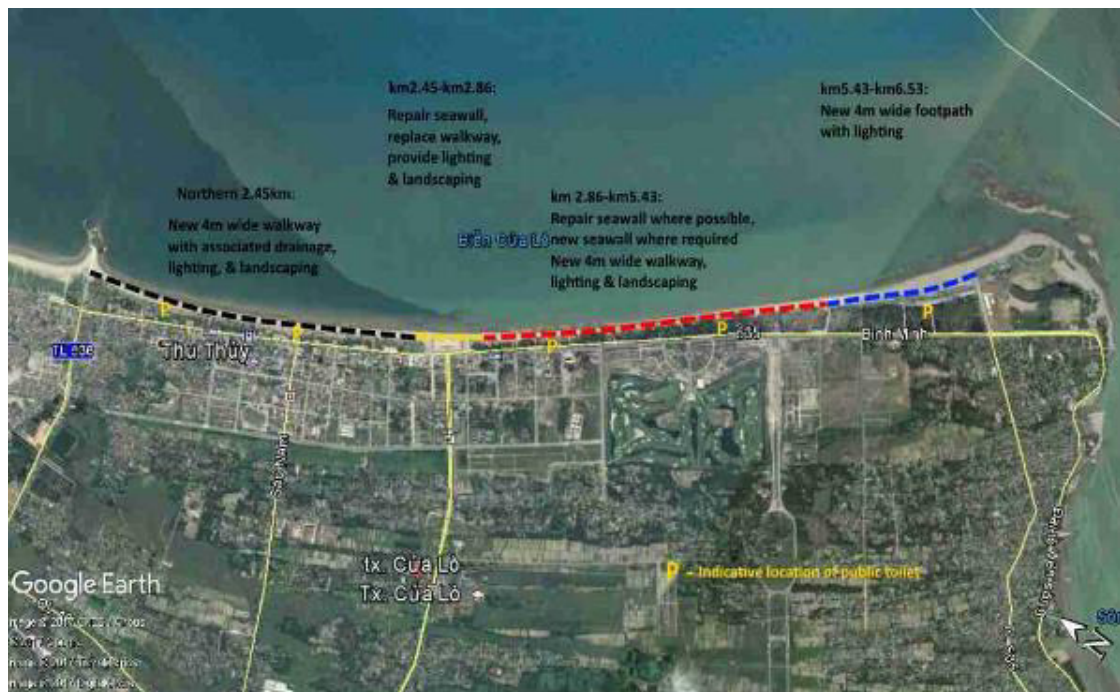 km2.45-km2.86:
Repair seawall,
replace walkway,
provide lighting
& landscaping
km5.43-km6.53:
New 4m wide footpath
with lighting
Northern 2.45km:
New 4m wide walkway
with associated drainage,
lighting, & landscaping
km 2.86-km5.43:
Repair seawall where possible,
new seawall where required
New 4m wide walkway,
lighting & landscaping
Biển Cửa Lò
P
P
P
P
P
TL 536
Thu Thủy
Bình Minh
Sào Nam
tx. Cửa Lò
Tx. Cửa Lò
P – Indicative location of public toilet
Google Earth
N